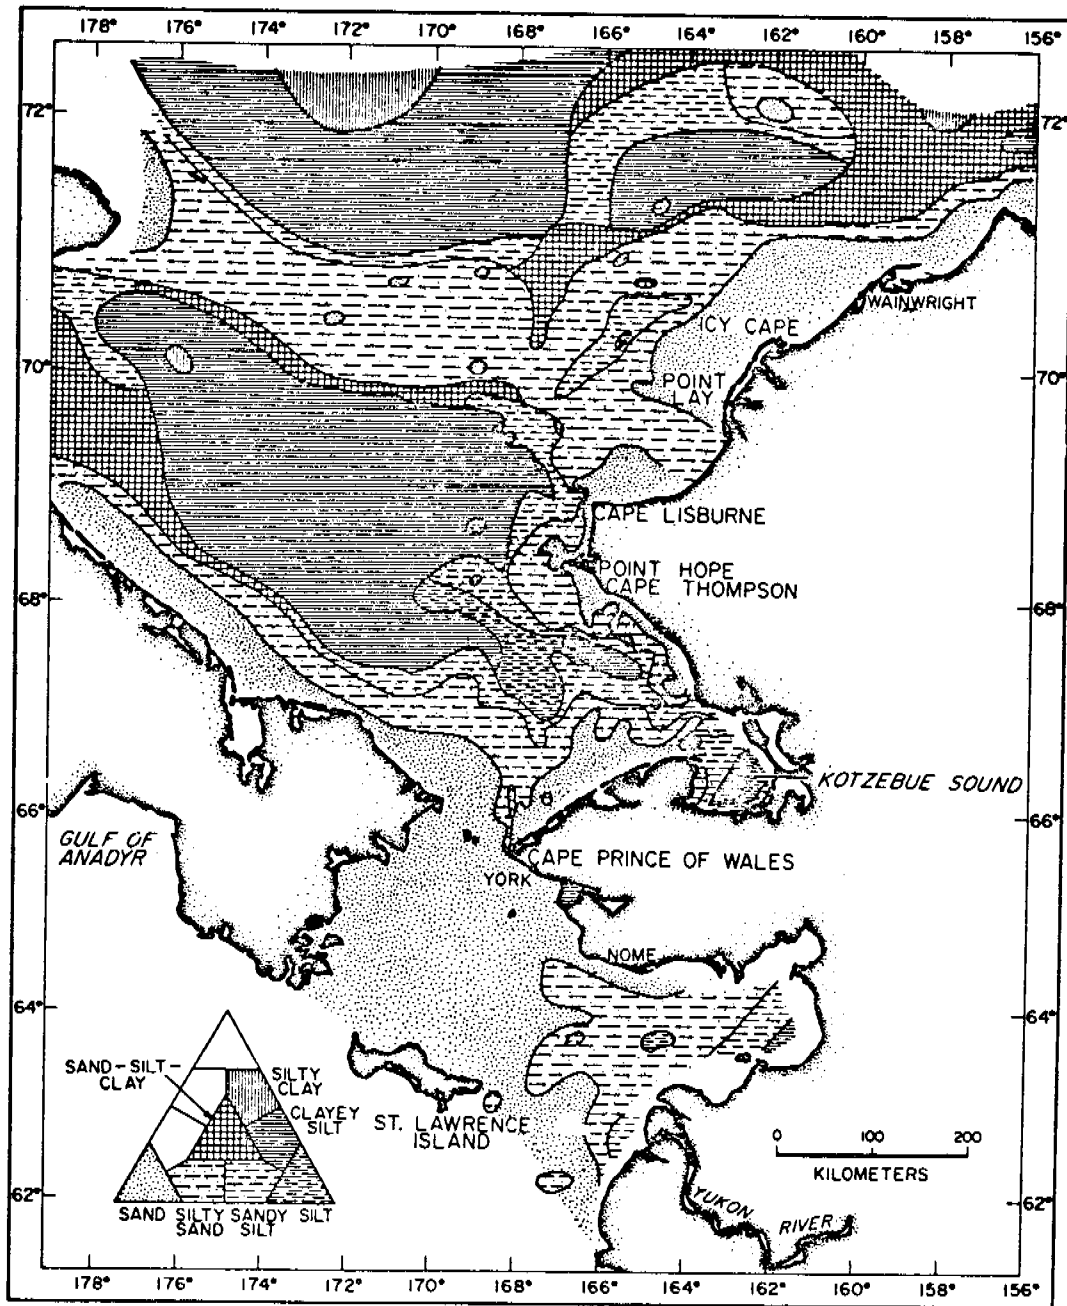 178° 176° 174° 172° 170° 168° 166° 164° 162° 160° 158° 156°
72° 72°
WAINWRIGHT
ICY CAPE
70° POINT 70°
LAY
CAPE LISBURNE
POINT HOPE
CAPE THOMPSON
68° 68°
KOTZEBUE SOUND
66° 66°
GULF OF
ANADYR
CAPE PRINCE OF WALES
YORK
NOME
64° 64°
SAND-SILT-
CLAY
SILTY
CLAY
CLAYEY
SILT
ST. LAWRENCE
ISLAND
0 100 200
KILOMETERS
62° 62°
SAND SILTY SANDY SILT
SAND SILT
YUKON
RIVER
178° 176° 174° 172° 170° 168° 166° 164° 162° 160° 158° 156°